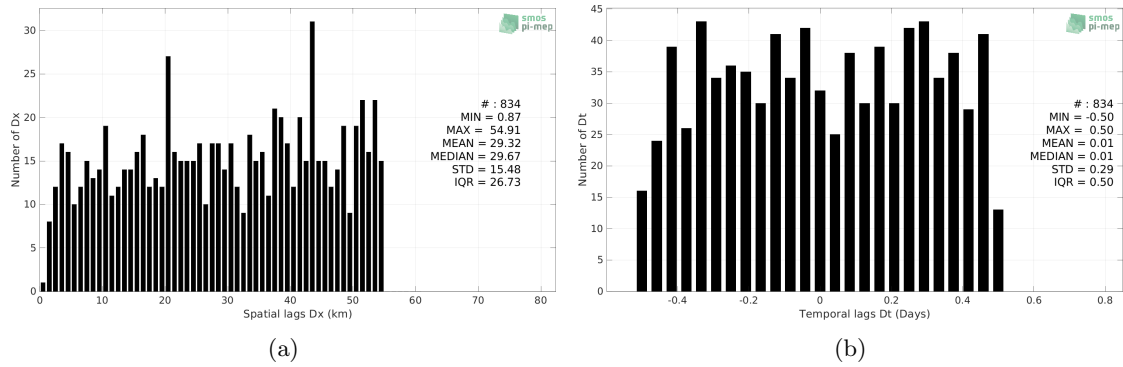 30
25
20
15
10
5
0
Number of Dx
0 10 20 30 40 50 60 70 80
Spatial lags Dx (km)
smos
pi-mep
# : 834
MIN = 0.87
MAX = 54.91
MEAN = 29.32
MEDIAN = 29.67
STD = 15.48
IQR = 26.73
(a)
45
40
35
30
25
20
15
10
5
0
Number of Dt
-0.4 -0.2 0 0.2 0.4 0.6 0.8
Temporal lags Dt (Days)
smos
pi-mep
# : 834
MIN = -0.50
MAX = 0.50
MEAN = 0.01
MEDIAN = 0.01
STD = 0.29
IQR = 0.50
(b)